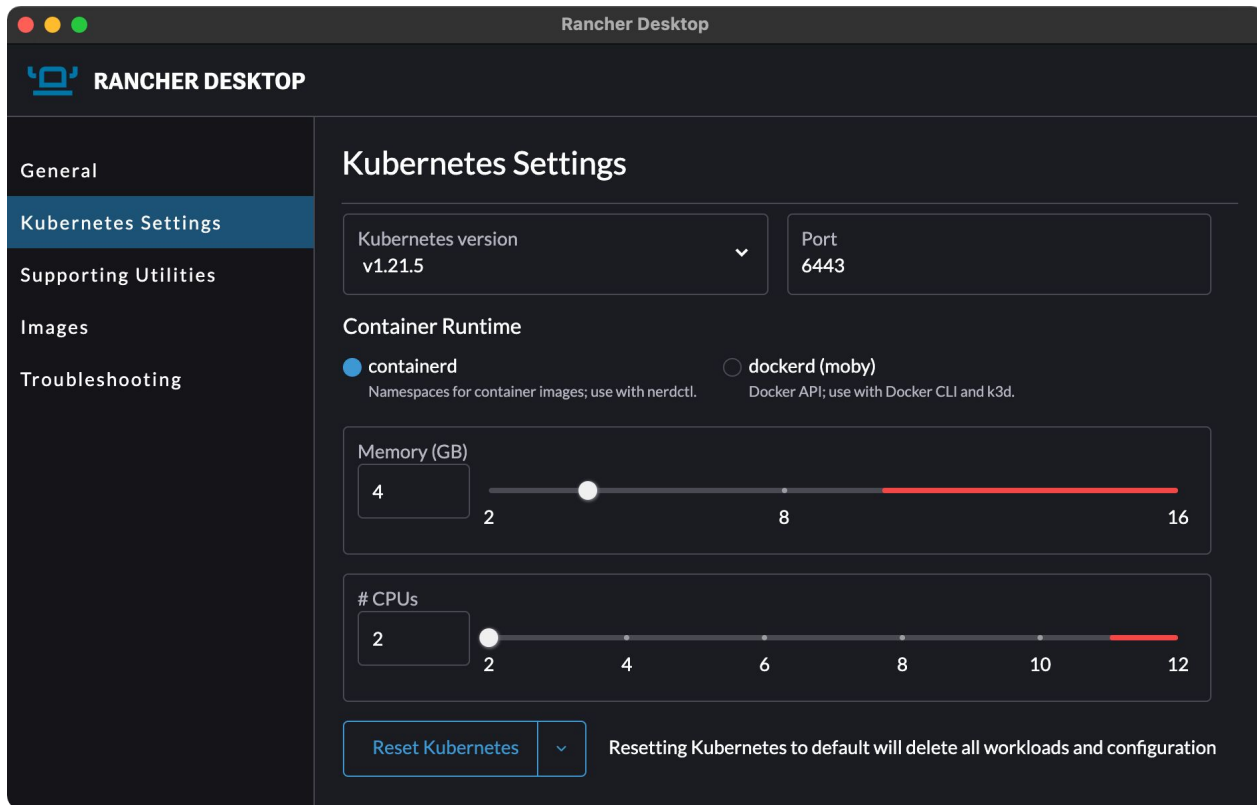 Rancher Desktop
RANCHER DESKTOP
General
Kubernetes Settings
Supporting Utilities
Images
Troubleshooting
Kubernetes Settings
Kubernetes version
v1.21.5
Port
6443
Container Runtime
containerd
Namespaces for container images; use with nerdctl.
dockerd (moby)
Docker API; use with Docker CLI and k3d.
Memory (GB)
4
2 8 16
# CPUs
2
2 4 6 8 10 12
Reset Kubernetes
Resetting Kubernetes to default will delete all workloads and configuration